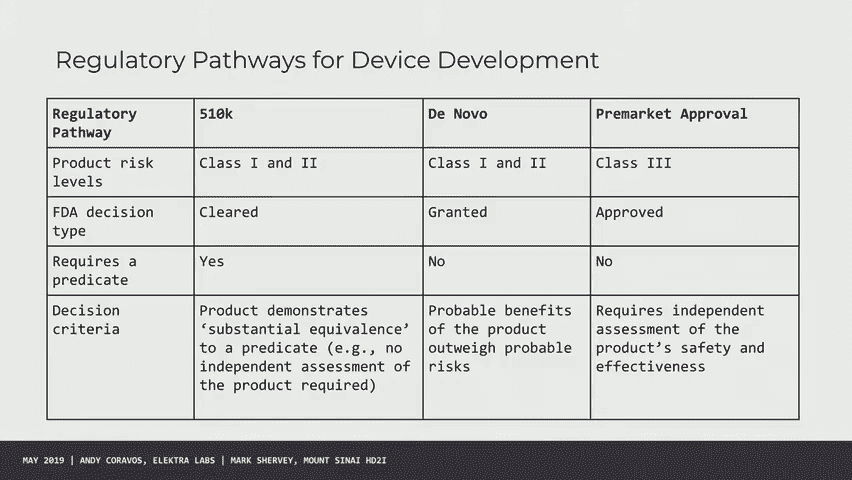 Regulatory Pathways for Device Development
Regulatory
Pathway
510k
De Novo
Premarket Approval
Product risk
levels
Class I and II
Class I and II
Class III
FDA decision
type
Cleared
Granted
Approved
Requires a
predicate
Yes
No
No
Decision
criteria
Product demonstrates
‘substantial equivalence’
to a predicate (e.g., no
independent assessment of
the product required)
Probable benefits
of the product
outweigh probable
risks
Requires independent
assessment of the
product’s safety and
effectiveness
MAY 2019 | ANDY CORAVOS, ELEKTRA LABS | MARK SHERVEY, MOUNT SINAI HD2I